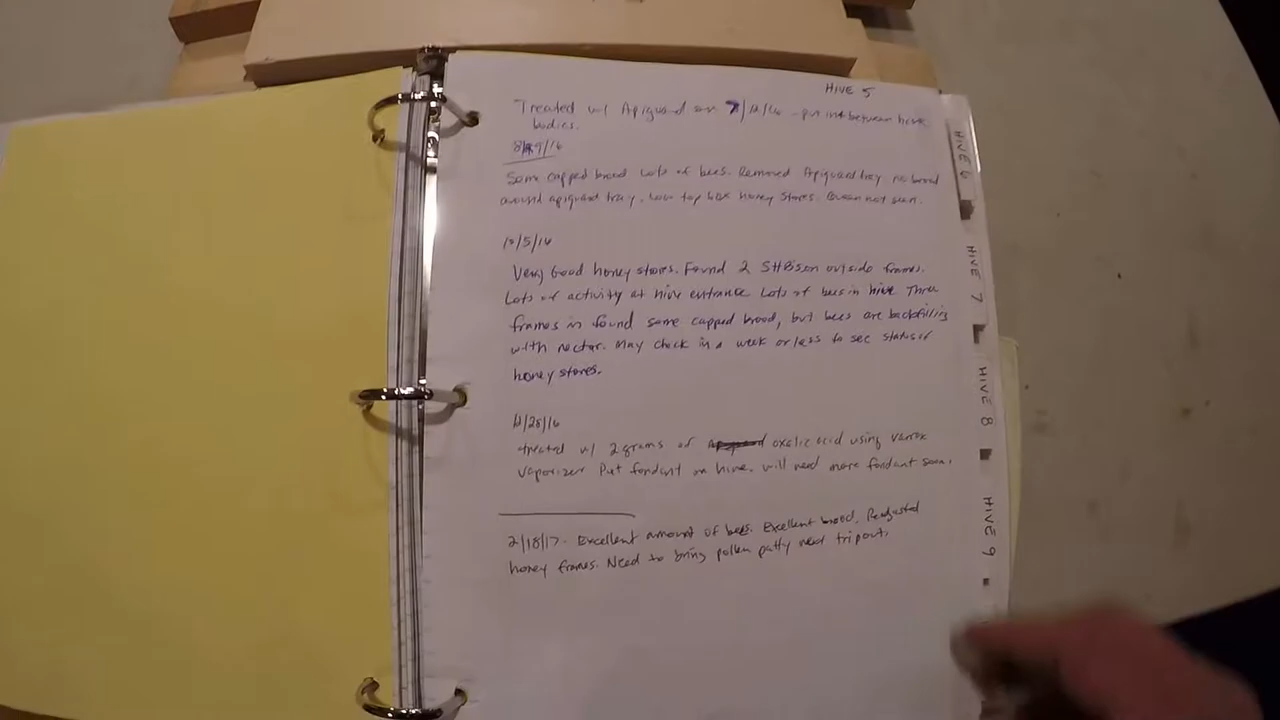 HIVE 5
Treated w/ Apiguard on 7/12/16 - put in between hive
bodies.
8/ 9/16
Some capped brood Lots of bees. Removed Apiguard tray no brood
around apiguard tray. Low top box honey stores. Queen not seen.
10/5/16
Very Good honey stores. Found 2 SHBs on outside frames.
Lots of activity at hive entrance Lots of bees in hive Three
frames in found some capped brood, but bees are backfilling
with nectar. May check in a week or less to see status of
honey stores.
/28/16
treated w/ 2 grams of oxalic acid using varrox
vaporizer Put fondant on hive. will need more fondant soon.
2/18/17 - Excellent amount of bees. Excellent brood. Readjusted
honey frames. Need to bring pollen patty next trip out.
HIVE 6
HIVE 7
HIVE 8
HIVE 9